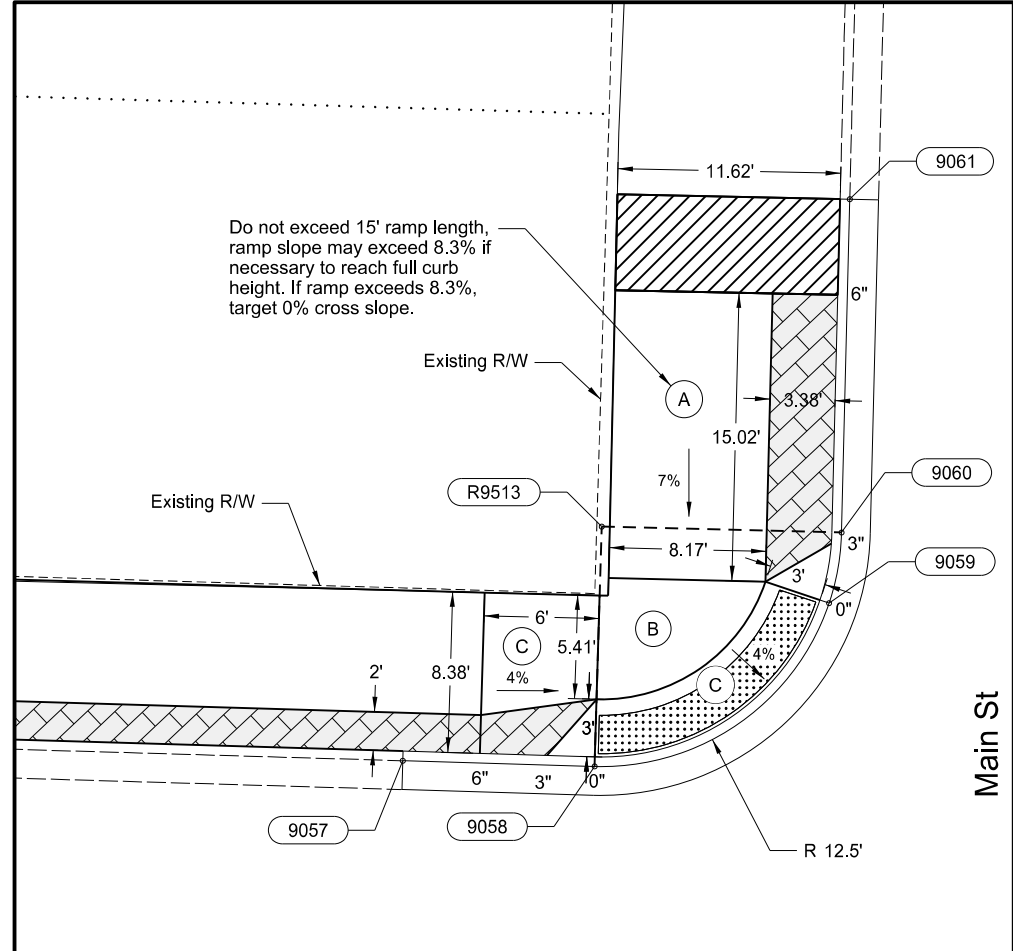 9061
11.62'
Do not exceed 15' ramp length,
ramp slope may exceed 8.3% if
necessary to reach full curb
height. If ramp exceeds 8.3%,
target 0% cross slope.
6"
Existing R/W
A
3.38'
15.02'
9060
R9513
7%
Existing R/W
3"
8.17'
9059
3'
0"
6'
B
C
5.41'
4%
8.38'
4%
2'
C
3'
Main St
6"
3"
0"
9057
9058
R 12.5'